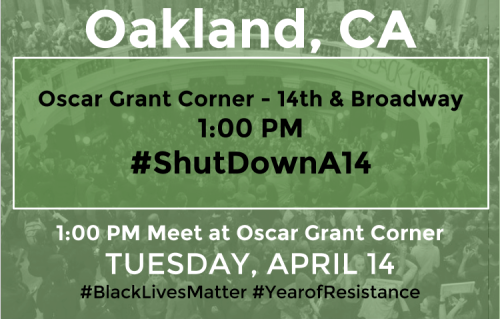 Oakland, CA
Oscar Grant Corner - 14th & Broadway
1:00 PM
#ShutDownA14
1:00 PM Meet at Oscar Grant Corner
TUESDAY, APRIL 14
#BlackLivesMatter #YearofResistance